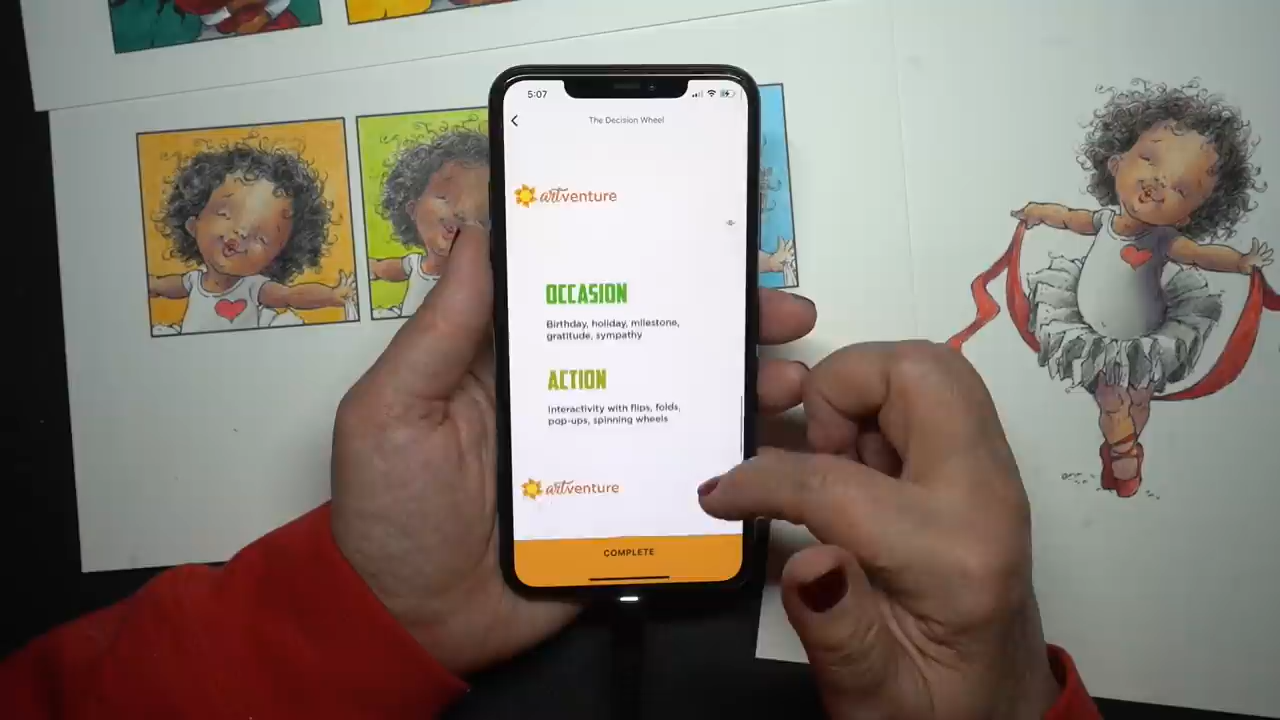 5:07
The Decision Wheel
artventure
OCCASION
Birthday, holiday, milestone,
gratitude, sympathy
ACTION
Interactivity with flips, folds,
pop-ups, spinning wheels
artventure
COMPLETE